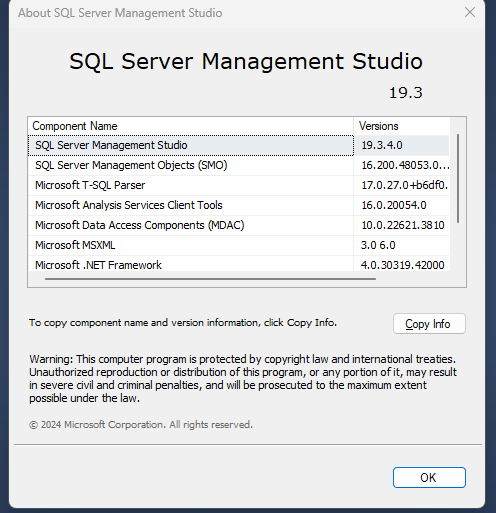 About SQL Server Management Studio
SQL Server Management Studio
19.3
Component Name Versions
SQL Server Management Studio 19.3.4.0
SQL Server Management Objects (SMO) 16.200.48053.0...
Microsoft T-SQL Parser 17.0.27.0+b6df0.
Microsoft Analysis Services Client Tools 16.0.20054.0
Microsoft Data Access Components (MDAC) 10.0.22621.3810
Microsoft MSXML 3.0 6.0
Microsoft .NET Framework 4.0.30319.42000
To copy component name and version information, click Copy Info. Copy Info
Warning: This computer program is protected by copyright law and international treaties.
Unauthorized reproduction or distribution of this program, or any portion of it, may result
in severe civil and criminal penalties, and will be prosecuted to the maximum extent
possible under the law.
© 2024 Microsoft Corporation. All rights reserved.
OK